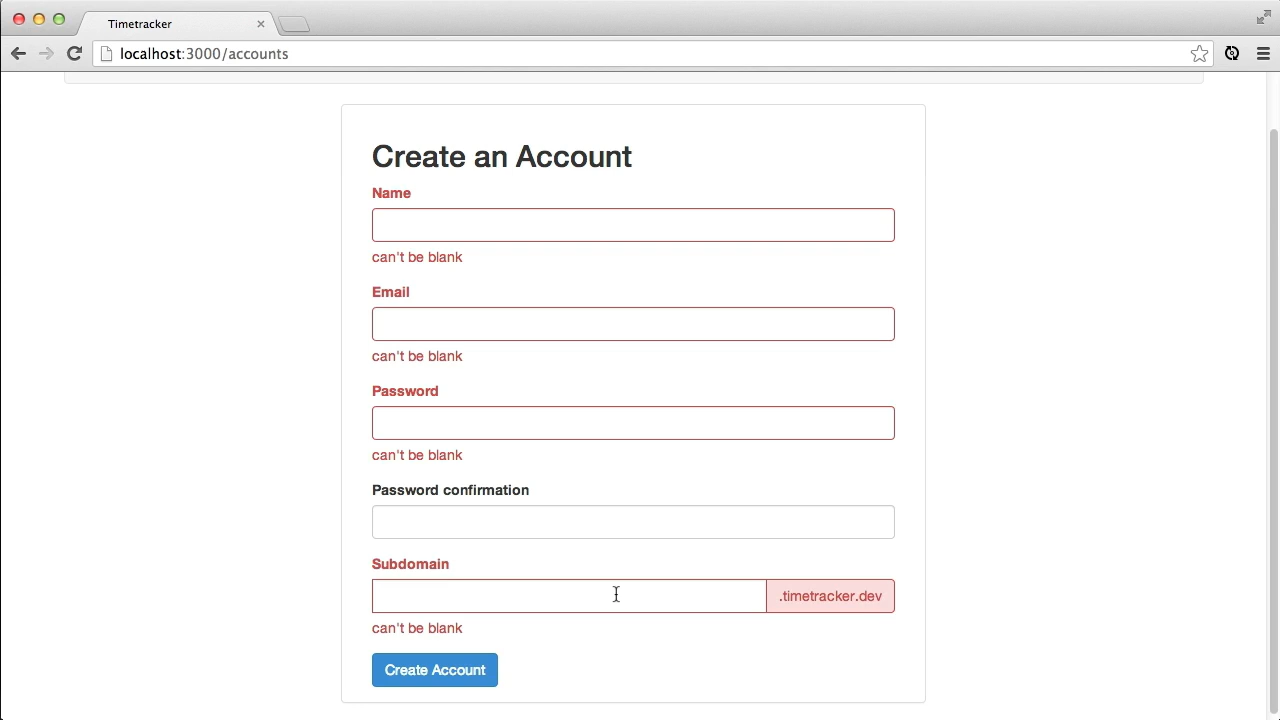 Timetracker
localhost:3000/accounts
Create an Account
Name
can't be blank
Email
can't be blank
Password
can't be blank
Password confirmation
Subdomain
.timetracker.dev
can't be blank
Create Account